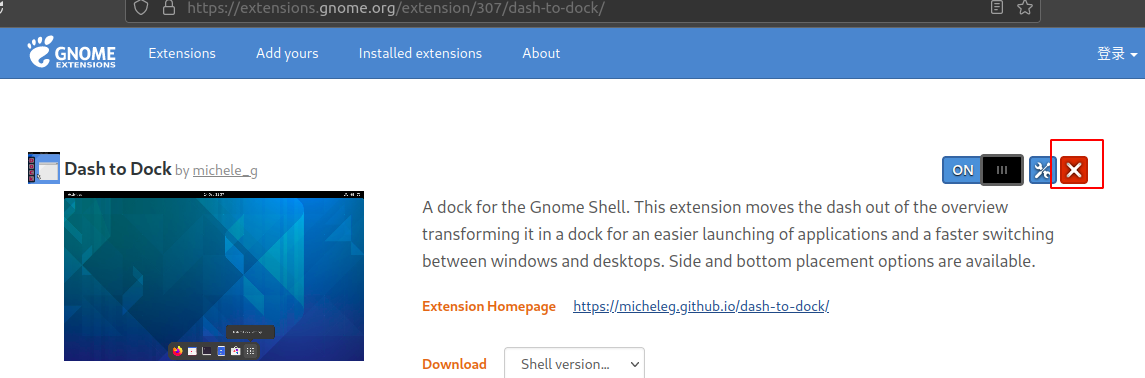 https://extensions.gnome.org/extension/307/dash-to-dock/
GNOME EXTENSIONS
Extensions
Add yours
Installed extensions
About
登录
Dash to Dock by michele_g
ON
A dock for the Gnome Shell. This extension moves the dash out of the overview
transforming it in a dock for an easier launching of applications and a faster switching
between windows and desktops. Side and bottom placement options are available.
Extension Homepage https://micheleg.github.io/dash-to-dock/
Download Shell version...